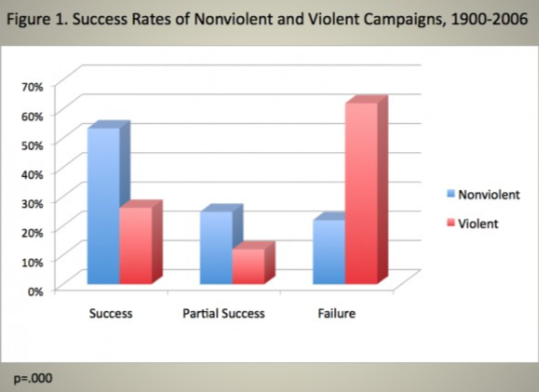 Figure 1. Success Rates of Nonviolent and Violent Campaigns, 1900-2006
70%
60%
50%
40%
30%
20%
10%
0%
Nonviolent
Violent
Success Partial Success Failure
p=.000